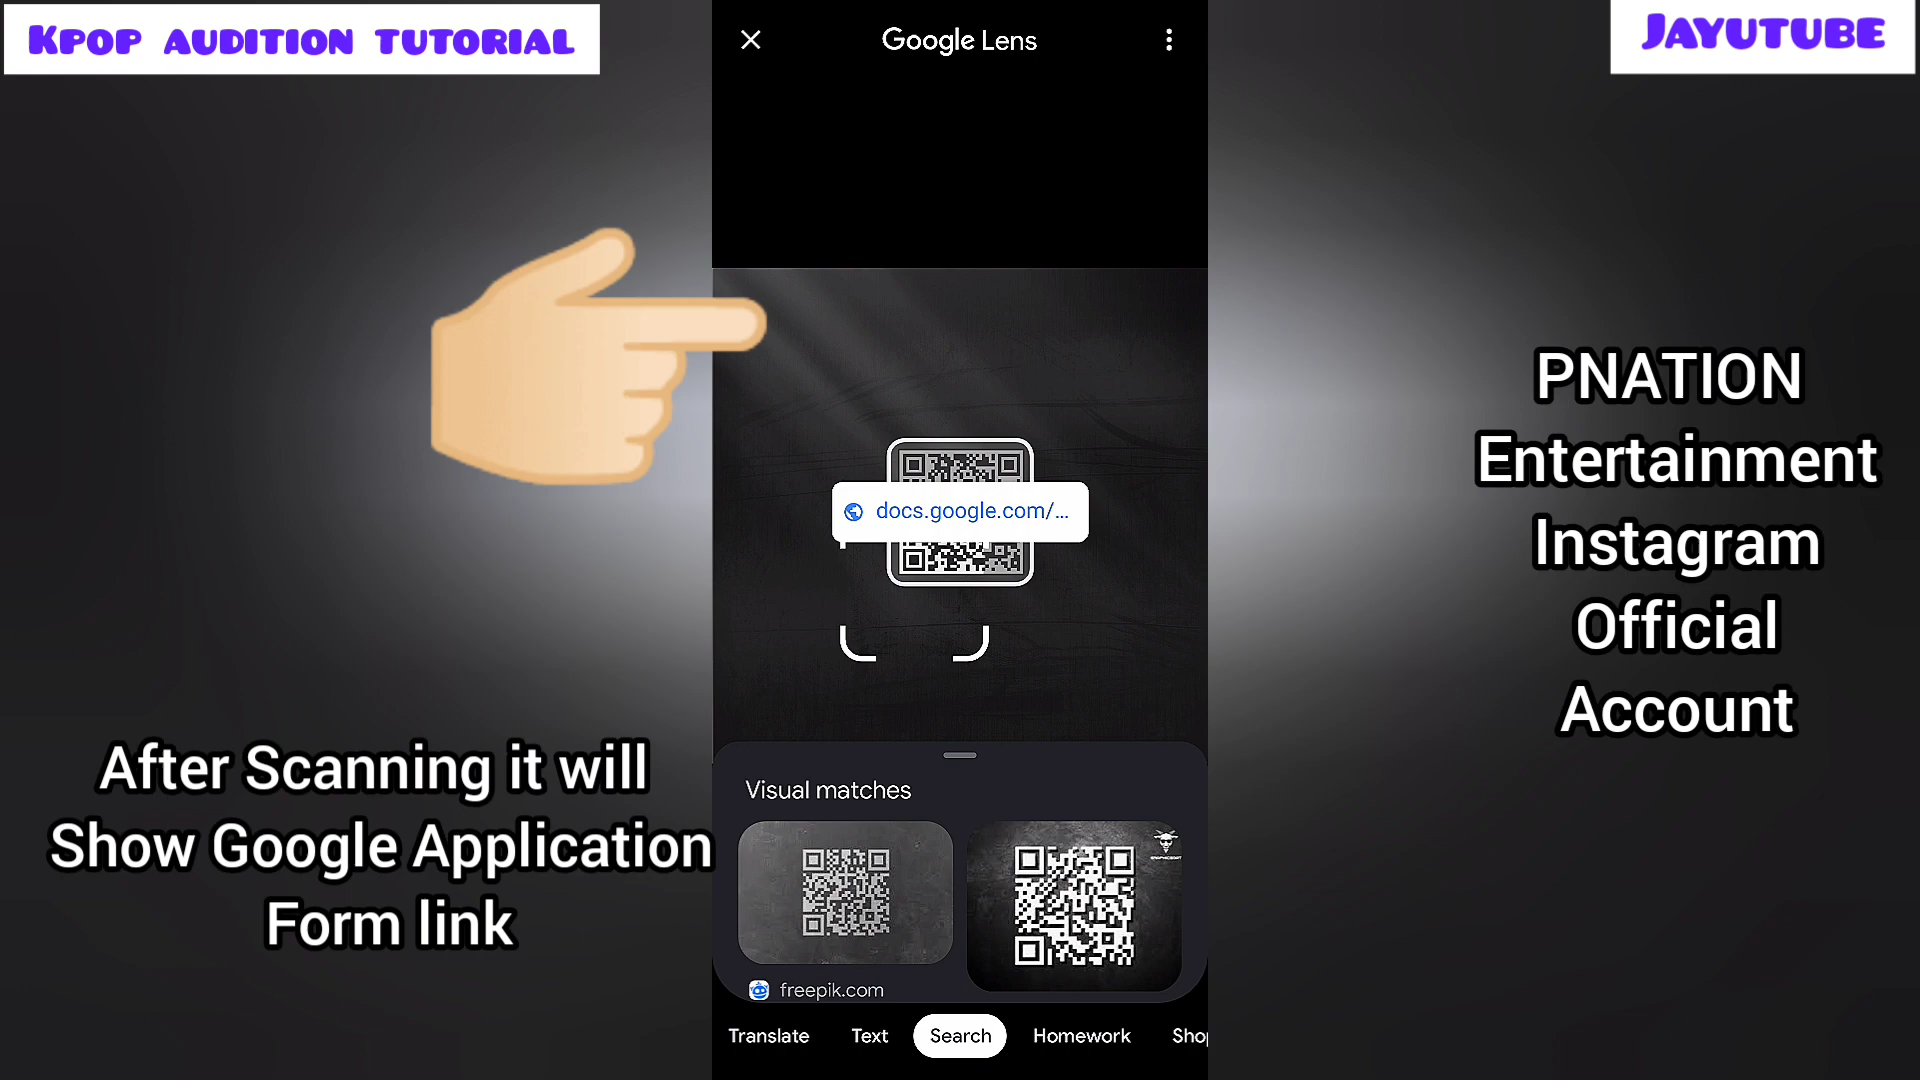 Kpop audition tutorial
Jayutube
Google Lens
PNATION
Entertainment
Instagram
Official
Account
docs.google.com/...
After Scanning it will
Show Google Application
Form link
Visual matches
freepik.com
Translate Text Search Homework Shop